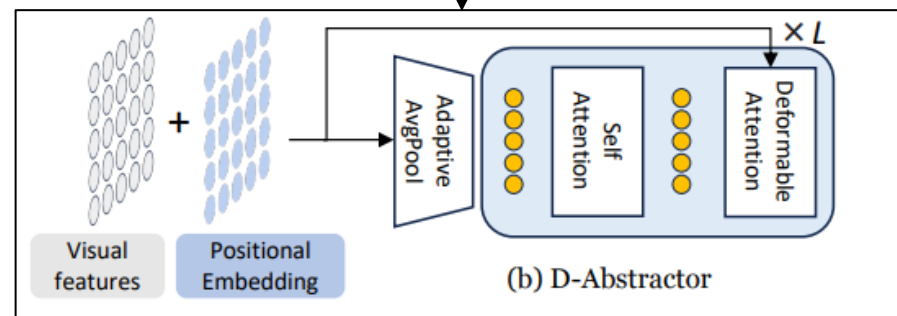 × L
+
Adaptive
AvgPool
Self
Attention
Deformable
Attention
Visual
features
Positional
Embedding
(b) D-Abstractor